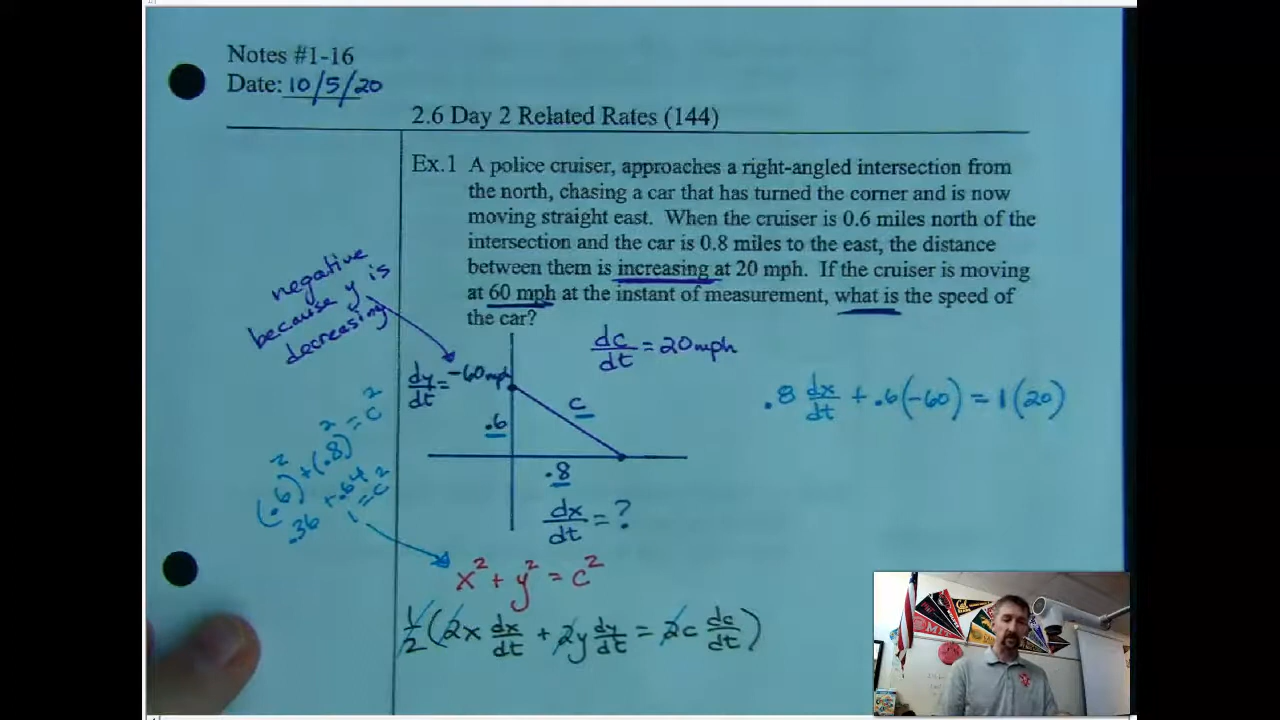 Notes #1-16
Date: 10/5/20
2.6 Day 2 Related Rates (144)
Ex.1 A police cruiser, approaches a right-angled intersection from
the north, chasing a car that has turned the corner and is now
moving straight east. When the cruiser is 0.6 miles north of the
intersection and the car is 0.8 miles to the east, the distance
between them is increasing at 20 mph. If the cruiser is moving
at 60 mph at the instant of measurement, what is the speed of
the car?
negative
because y is
decreasing
dc/dt = 20mph
dy/dt = -60mph
.8 dx/dt + .6(-60) = 1(20)
c
.6
.8
dx/dt = ?
(.6)² + (.8)² = c²
.36 + .64 = c²
1 = c²
x² + y² = c²
1/2(2x dx/dt + 2y dy/dt = 2c dc/dt)
MIT
Cal